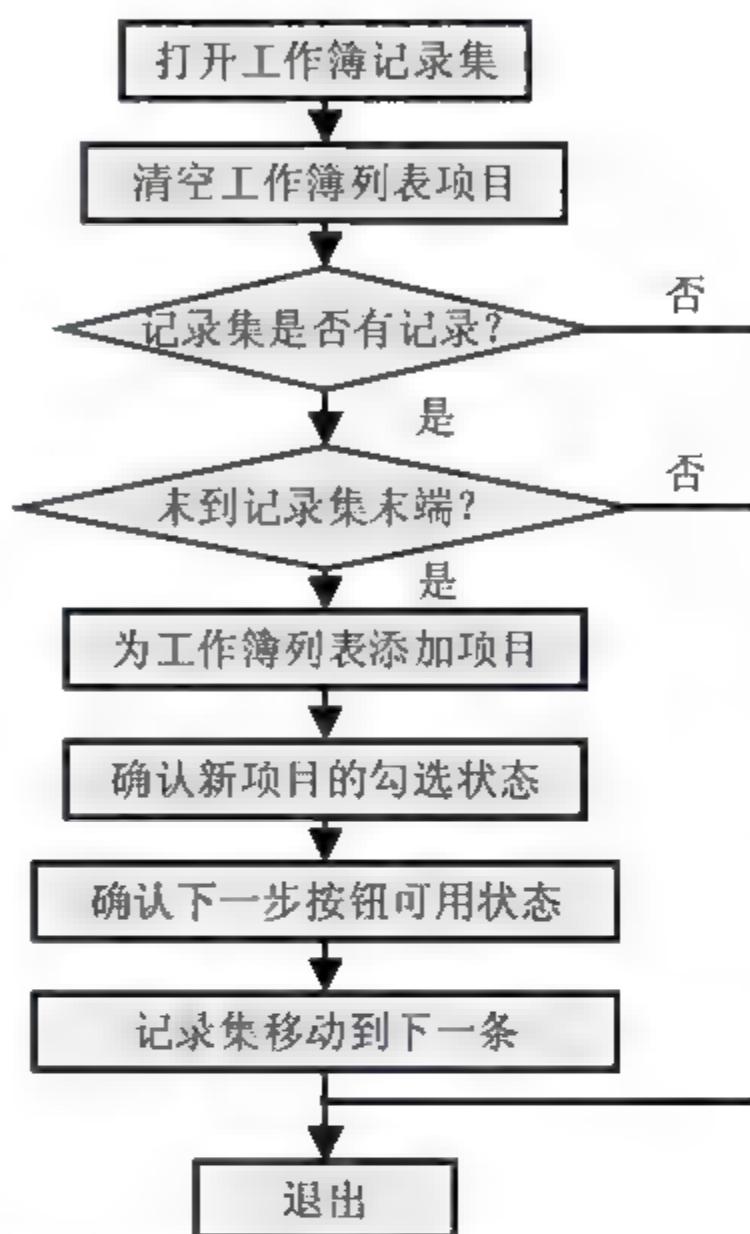 打开工作簿记录集
清空工作簿列表项目
记录集是否有记录?
否
是
未到记录集末端?
否
是
为工作簿列表添加项目
确认新项目的勾选状态
确认下一步按钮可用状态
记录集移动到下一条
退出